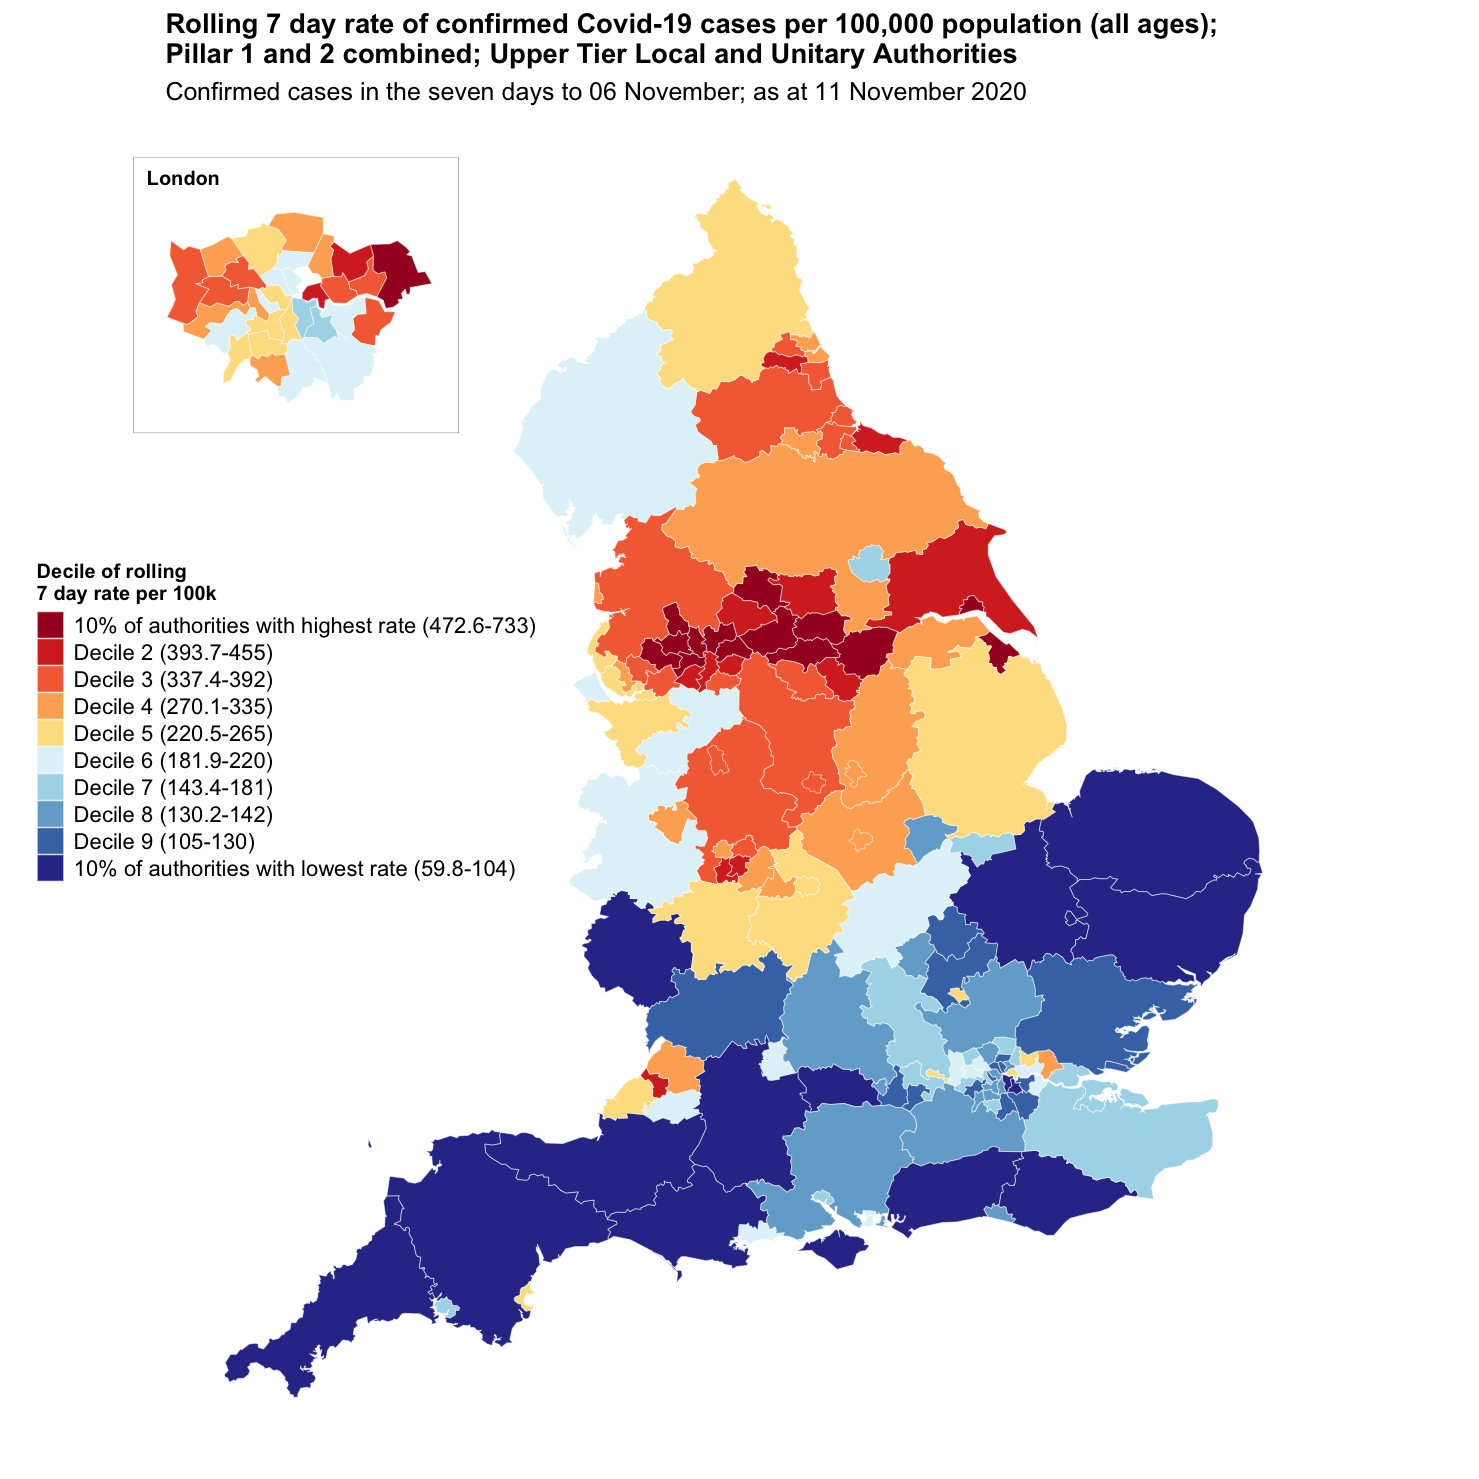 Rolling 7 day rate of confirmed Covid-19 cases per 100,000 population (all ages);
Pillar 1 and 2 combined; Upper Tier Local and Unitary Authorities
Confirmed cases in the seven days to 06 November; as at 11 November 2020
London
Decile of rolling
7 day rate per 100k
10% of authorities with highest rate (472.6-733)
Decile 2 (393.7-455)
Decile 3 (337.4-392)
Decile 4 (270.1-335)
Decile 5 (220.5-265)
Decile 6 (181.9-220)
Decile 7 (143.4-181)
Decile 8 (130.2-142)
Decile 9 (105-130)
10% of authorities with lowest rate (59.8-104)